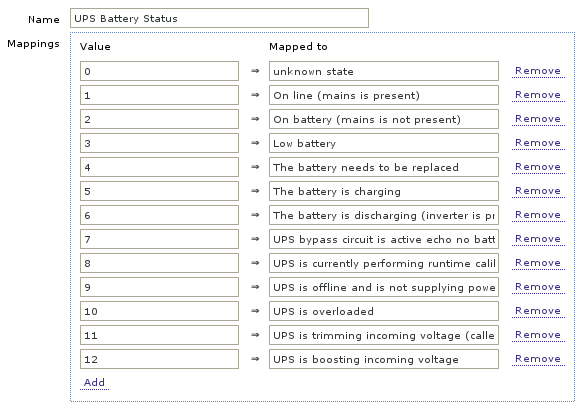 Name UPS Battery Status
Mappings Value Mapped to
0 ⇒ unknown state Remove
1 ⇒ On line (mains is present) Remove
2 ⇒ On battery (mains is not present) Remove
3 ⇒ Low battery Remove
4 ⇒ The battery needs to be replaced Remove
5 ⇒ The battery is charging Remove
6 ⇒ The battery is discharging (inverter is Remove
7 ⇒ UPS bypass circuit is active echo no batt Remove
8 ⇒ UPS is currently performing runtime Remove
9 ⇒ UPS is offline and is not supplying powe Remove
10 ⇒ UPS is overloaded Remove
11 ⇒ UPS is trimming incoming voltage (calle Remove
12 ⇒ UPS is boosting incoming voltage Remove
Add